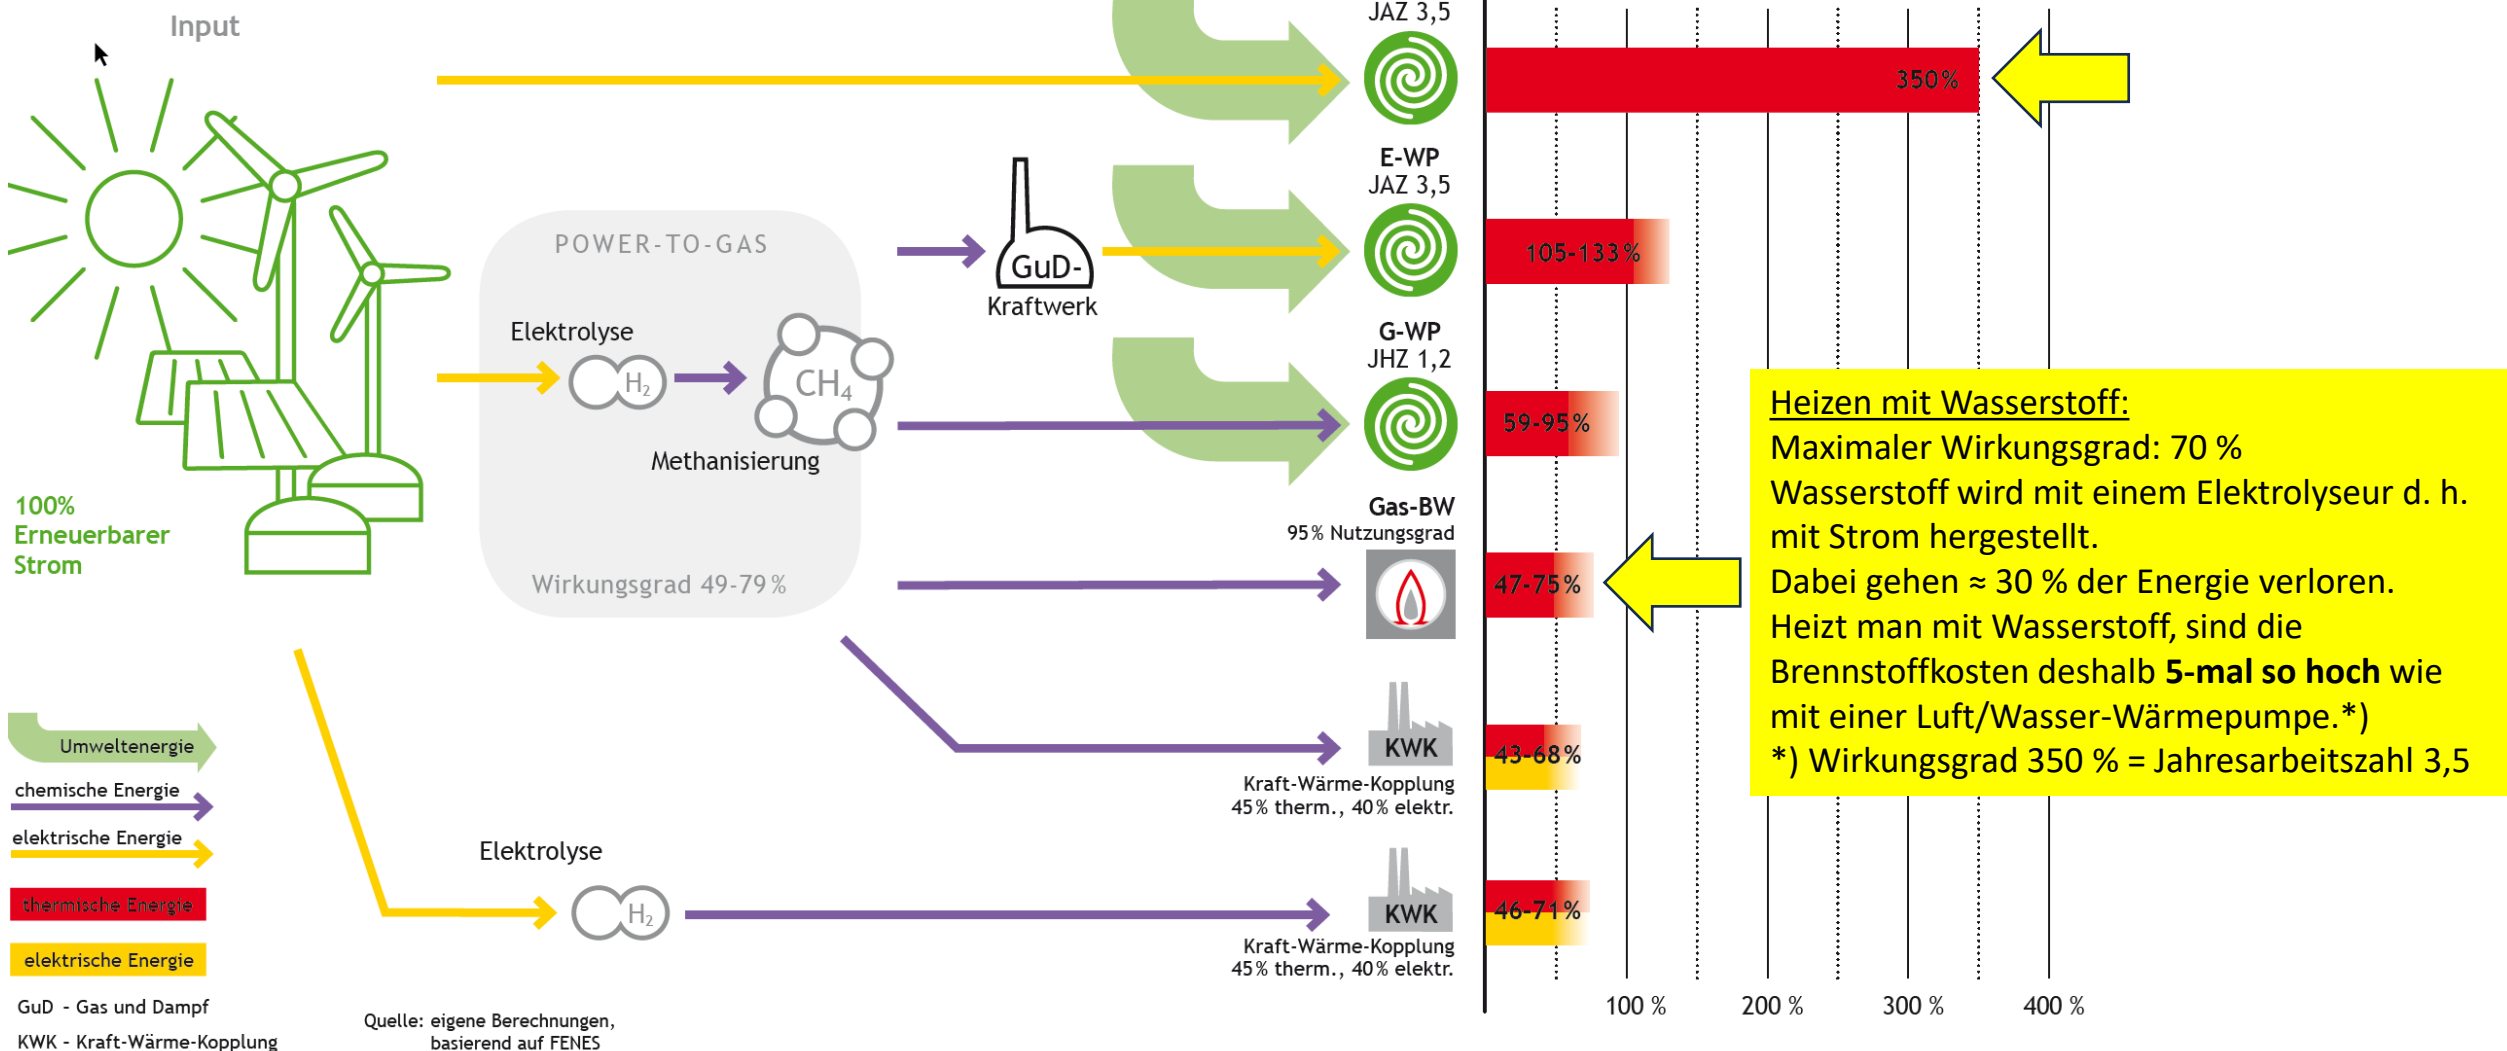 Input
JAZ 3,5
350%
E-WP
JAZ 3,5
POWER-TO-GAS
GuD-
Kraftwerk
105-133%
Elektrolyse
H₂
CH₄
Methanisierung
G-WP
JHZ 1,2
59-95%
100%
Erneuerbarer
Strom
Wirkungsgrad 49-79%
Gas-BW
95% Nutzungsgrad
47-75%
Heizen mit Wasserstoff:
Maximaler Wirkungsgrad: 70 %
Wasserstoff wird mit einem Elektrolyseur d. h.
mit Strom hergestellt.
Dabei gehen ≈ 30 % der Energie verloren.
Heizt man mit Wasserstoff, sind die
Brennstoffkosten deshalb 5-mal so hoch wie
mit einer Luft/Wasser-Wärmepumpe.*)
*) Wirkungsgrad 350 % = Jahresarbeitszahl 3,5
KWK
Kraft-Wärme-Kopplung
45% therm., 40% elektr.
43-68%
Elektrolyse
H₂
KWK
Kraft-Wärme-Kopplung
45% therm., 40% elektr.
46-71%
Umweltenergie
chemische Energie
elektrische Energie
thermische Energie
elektrische Energie
GuD - Gas und Dampf
KWK - Kraft-Wärme-Kopplung
Quelle: eigene Berechnungen,
basierend auf FENES
100 % 200 % 300 % 400 %